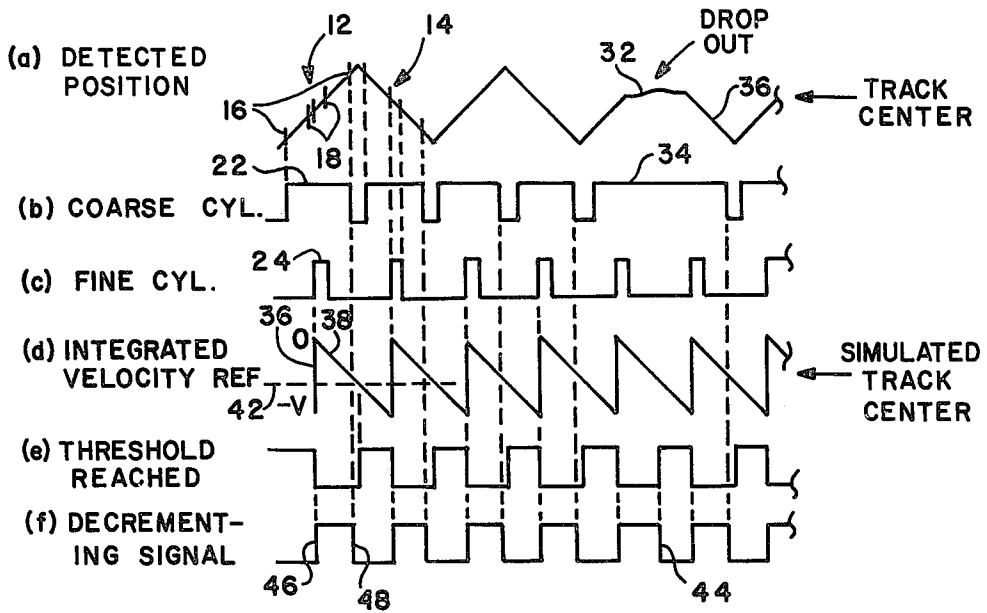 12
14
DROP
OUT
(a) DETECTED
POSITION
32
16
18
36
TRACK
CENTER
22
34
(b) COARSE CYL.
24
(c) FINE CYL.
36
38
O
(d) INTEGRATED
VELOCITY REF
42
-V
SIMULATED
TRACK
CENTER
(e) THRESHOLD
REACHED
(f) DECREMENT-
ING SIGNAL
46
48
44